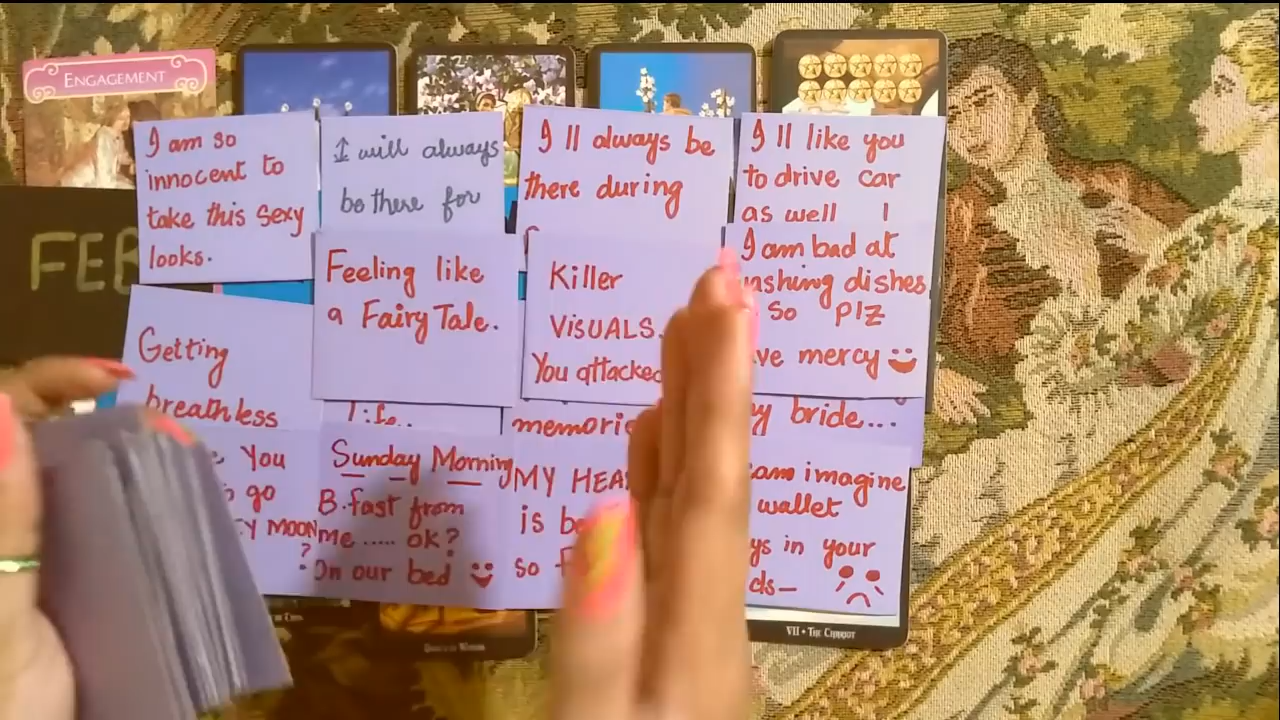 ENGAGEMENT
FEB
I am so
innocent to
take this sexy
looks.
I will always
be there for
I ll always be
there during
I ll like you
to drive car
as well I
Getting
breathless
Feeling like
a Fairy Tale.
Killer
VISUALS.
You attacked
I am bad at
washing dishes
So PlZ
mercy
Life..
memori
bride...
You
go
MOON
?
Sunday Morning
B.fast from
me..... ok?
On our bed
MY HEA
is be
so
imagine
wallet
in your
VII • THE CHARIOT